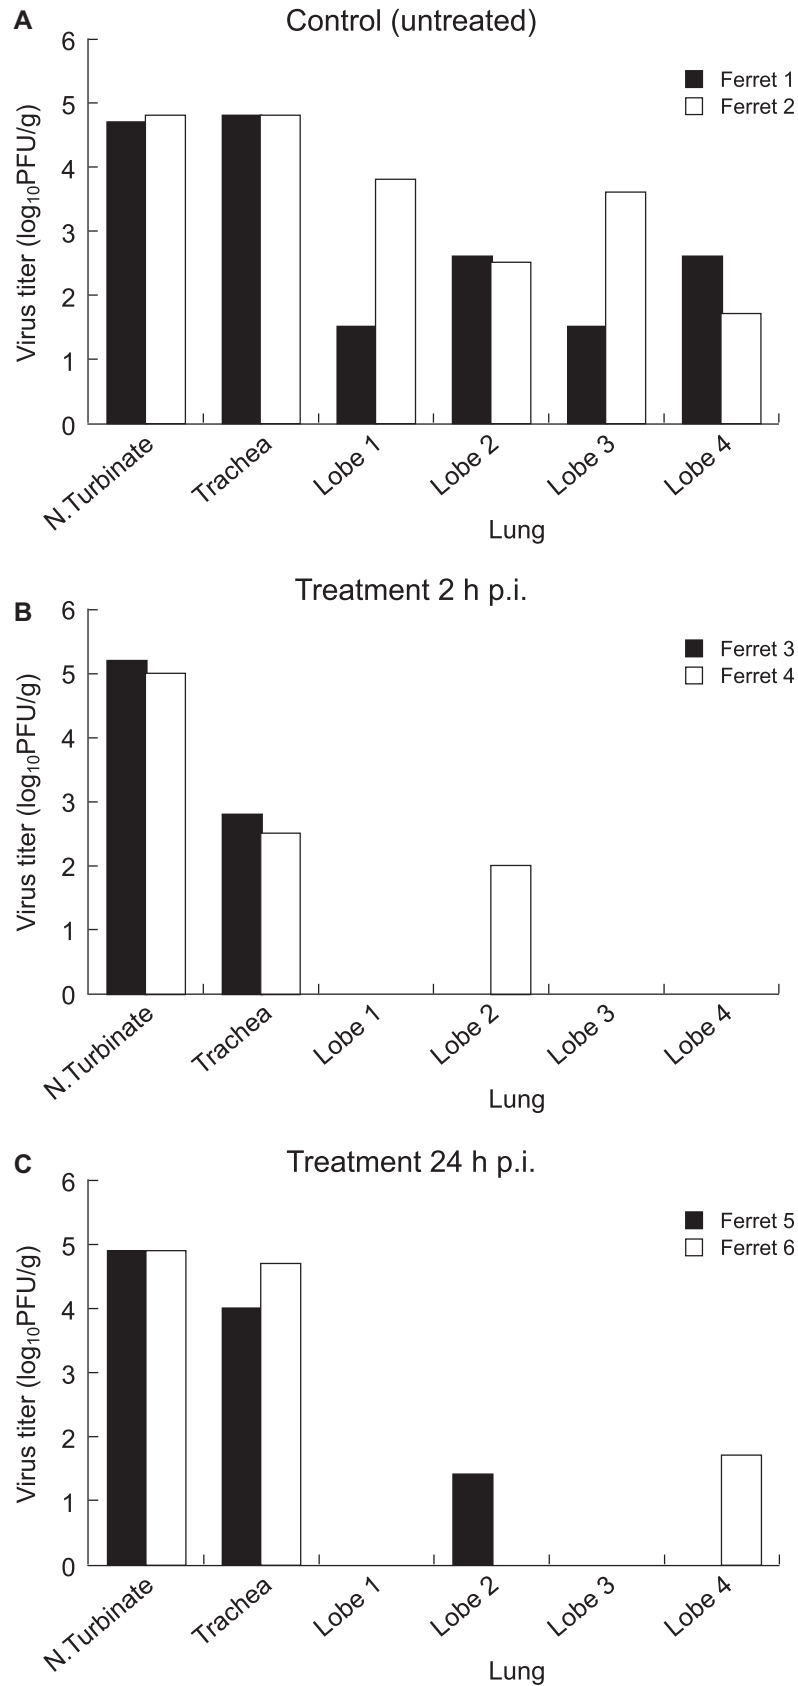 A
Control (untreated)
Virus titer (log₁₀PFU/g)
6
5
4
3
2
1
0
Ferret 1
Ferret 2
N.Turbinate
Trachea
Lobe 1
Lobe 2
Lobe 3
Lobe 4
Lung
B
Treatment 2 h p.i.
Virus titer (log₁₀PFU/g)
6
5
4
3
2
1
0
Ferret 3
Ferret 4
N.Turbinate
Trachea
Lobe 1
Lobe 2
Lobe 3
Lobe 4
Lung
C
Treatment 24 h p.i.
Virus titer (log₁₀PFU/g)
6
5
4
3
2
1
0
Ferret 5
Ferret 6
N.Turbinate
Trachea
Lobe 1
Lobe 2
Lobe 3
Lobe 4
Lung